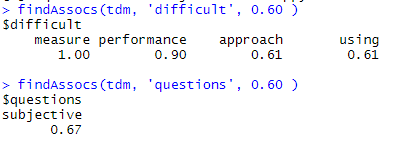 > findAssocs(tdm, 'difficult', 0.60 )
$difficult
measure performance approach using
1.00 0.90 0.61 0.61
> findAssocs(tdm, 'questions', 0.60 )
$questions
subjective
0.67